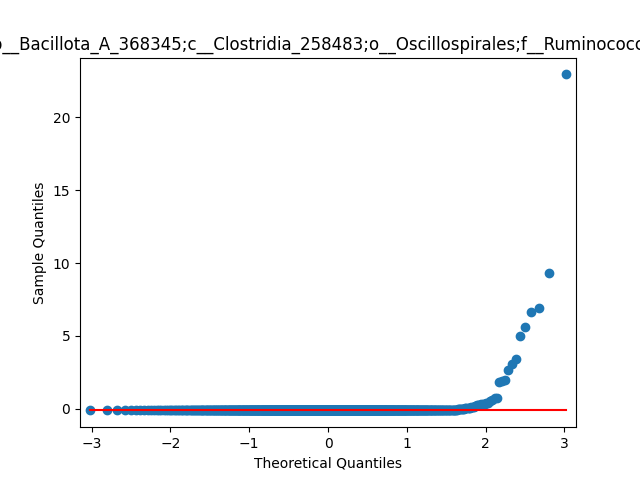 _Bacillota_A_368345;c__Clostridia_258483;o__Oscillospirales;f__Ruminococc
20
15
10
5
0
Sample Quantiles
−3 −2 −1 0 1 2 3
Theoretical Quantiles